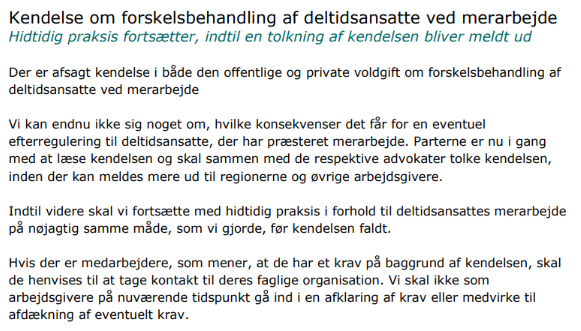 Kendelse om forskelsbehandling af deltidsansatte ved merarbejde
Hidtidig praksis fortsætter, indtil en tolkning af kendelsen bliver meldt ud
Der er afsagt kendelse i både den offentlige og private voldgift om forskelsbehandling af
deltidsansatte ved merarbejde
Vi kan endnu ikke sig noget om, hvilke konsekvenser det får for en eventuel
efterregulering til deltidsansatte, der har præsteret merarbejde. Parterne er nu i gang
med at læse kendelsen og skal sammen med de respektive advokater tolke kendelsen,
inden der kan meldes mere ud til regionerne og øvrige arbejdsgivere.
Indtil videre skal vi fortsætte med hidtidig praksis i forhold til deltidsansattes merarbejde
på nøjagtig samme måde, som vi gjorde, før kendelsen faldt.
Hvis der er medarbejdere, som mener, at de har et krav på baggrund af kendelsen, skal
de henvises til at tage kontakt til deres faglige organisation. Vi skal ikke som
arbejdsgivere på nuværende tidspunkt gå ind i en afklaring af krav eller medvirke til
afdækning af eventuelt krav.